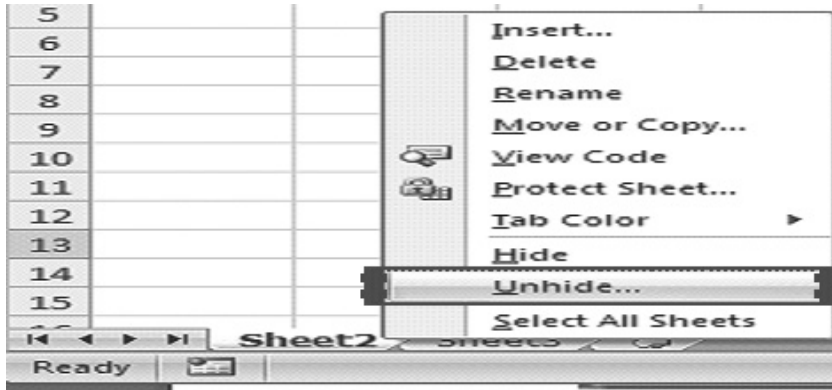 5
6
7
8
9
10
11
12
13
14
15
Insert...
Delete
Rename
Move or Copy...
View Code
Protect Sheet...
Tab Color
Hide
Unhide...
Select All Sheets
Sheet2 Sheet3
Ready